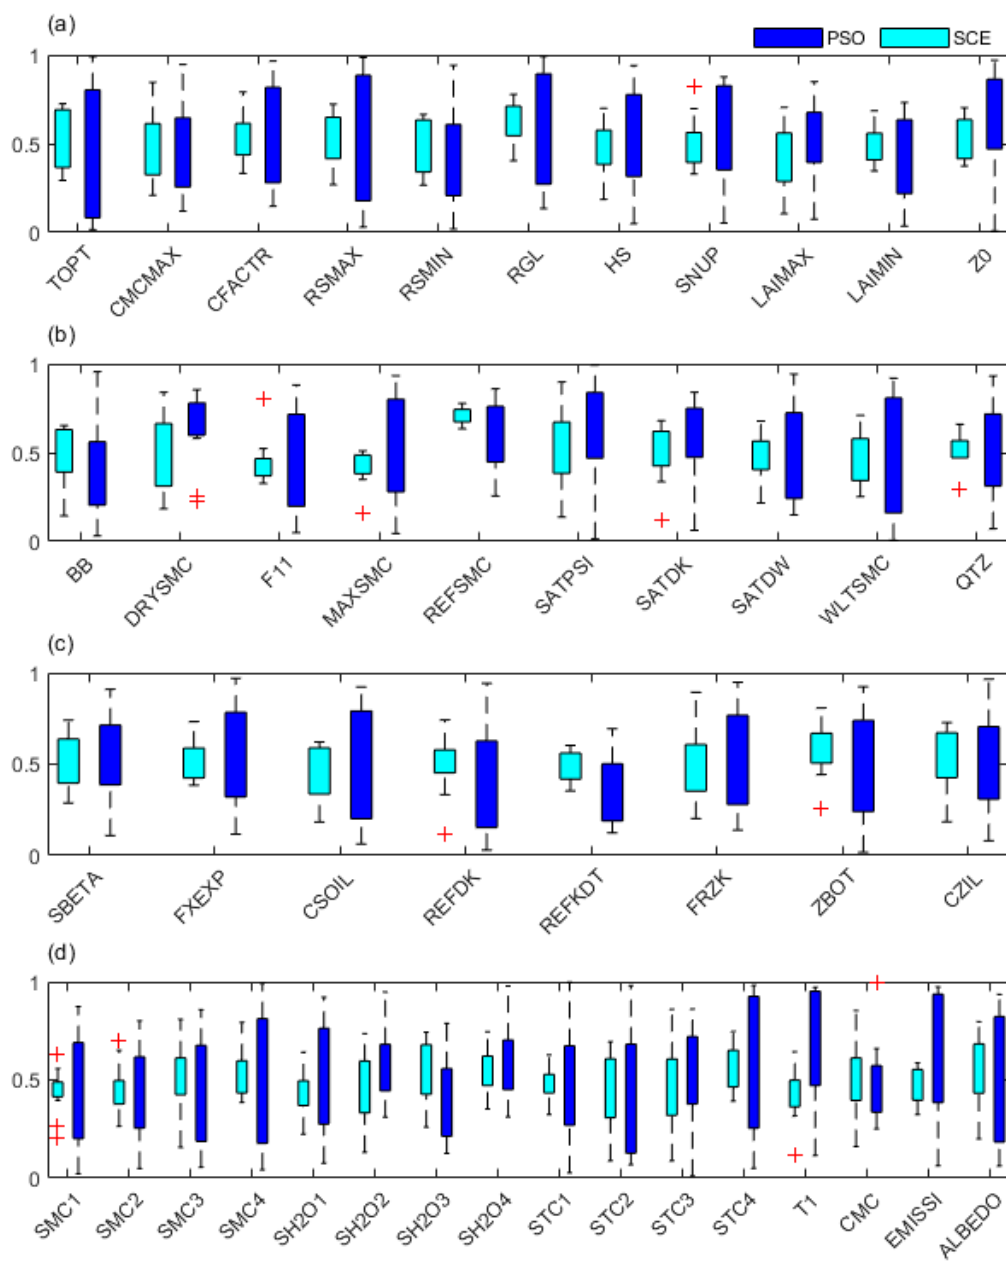 (a)
PSO SCE
1
0.5
0
TOPT CMCMAX CFACTR RSMAX RSMIN RGL HS SNUP LAIMAX LAIMIN Z0
(b)
1
0.5
0
BB DRYSMC F11 MAXSMC REFSMC SATPSI SATDK SATDW WLTSMC QTZ
(c)
1
0.5
0
SBETA FXEXP CSOIL REFDK REFKDT FRZK ZBOT CZIL
(d)
1
0.5
0
SMC1 SMC2 SMC3 SMC4 SH2O1 SH2O2 SH2O3 SH2O4 STC1 STC2 STC3 STC4 T1 CMC EMISSI ALBEDO